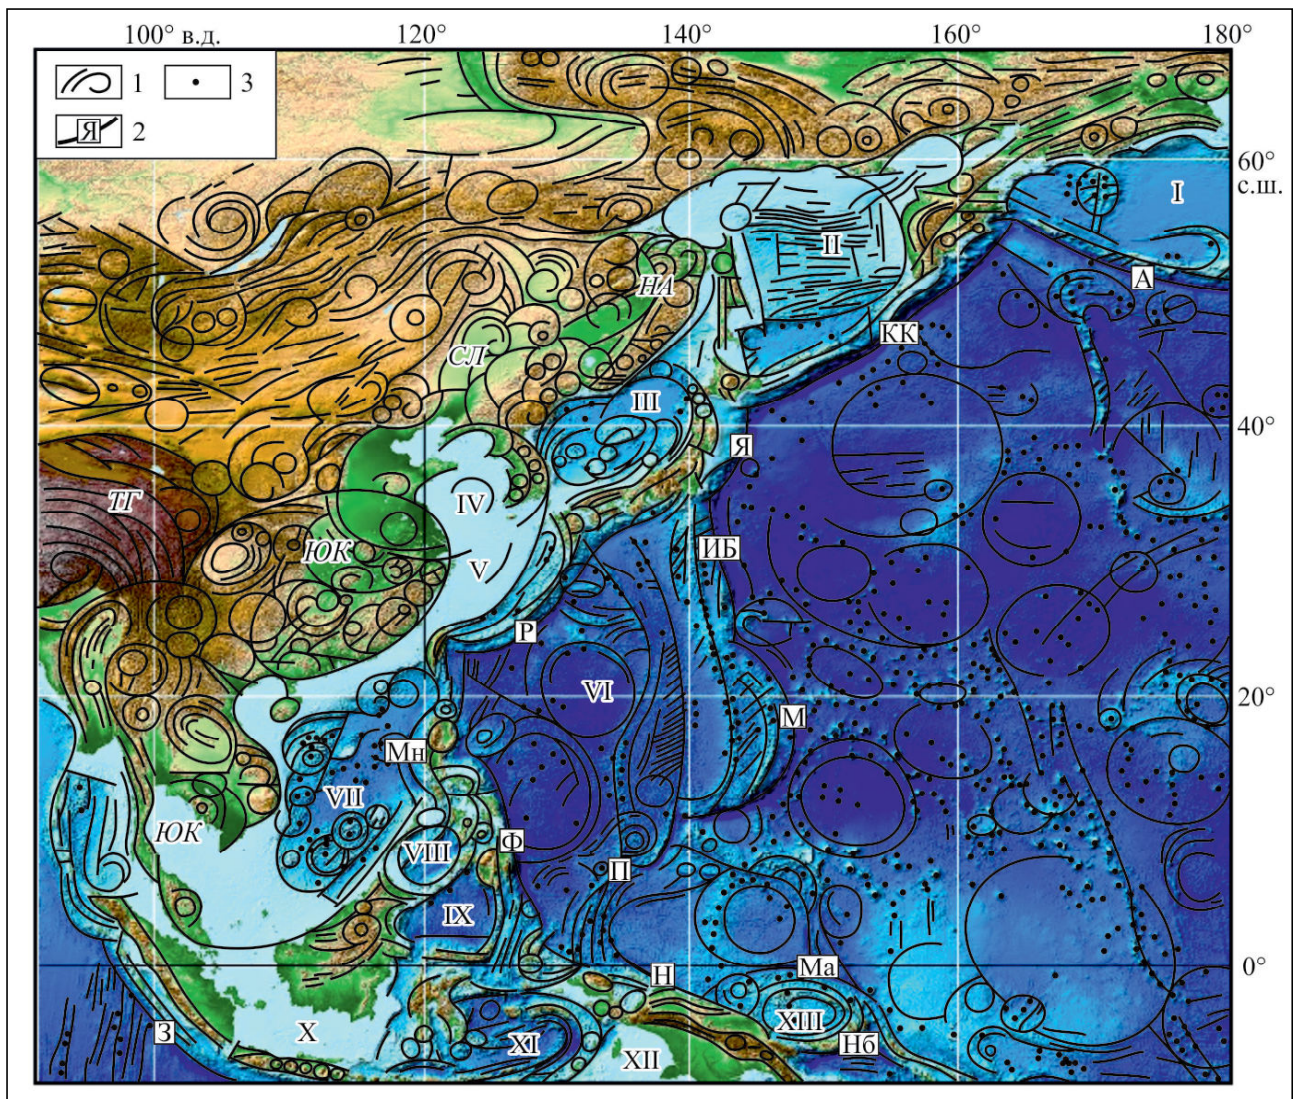 100° в.д. 120° 140° 160° 180°
1 3
Я 2
60°
с.ш.
I
II
А
НА
КК
СЛ
III
40°
Я
ТГ
IV
ЮК
ИБ
V
Р
VI
20°
М
Мн
VII
ЮК
VIII
Ф
П
IX
Н Ма 0°
XIII
З X XI XII Нб